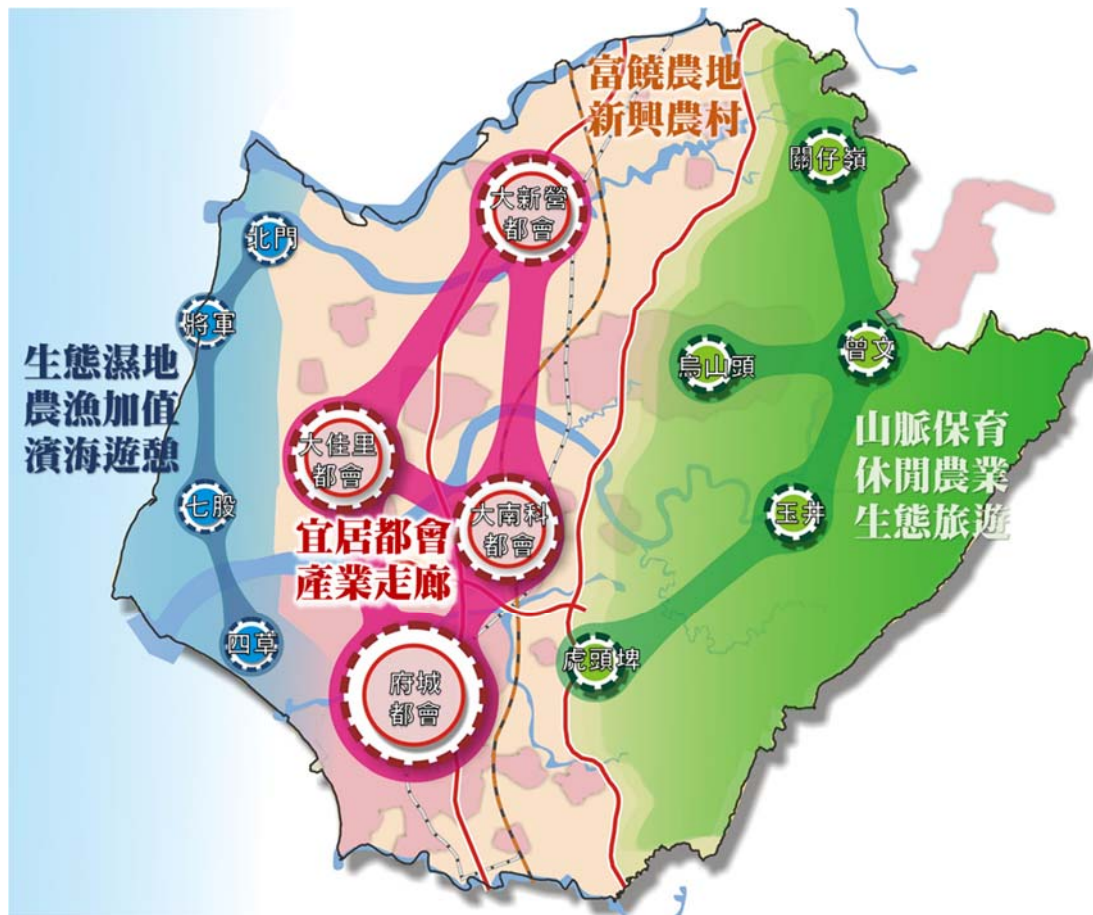 富饒農地
新興農村
關仔嶺
大新營
都會
北門
將軍
生態濕地
農漁加值
濱海遊憩
烏山頭
曾文
山脈保育
休閒農業
生態旅遊
大佳里
都會
七股
大南科
都會
玉井
宜居都會
產業走廊
四草
虎頭埤
府城
都會